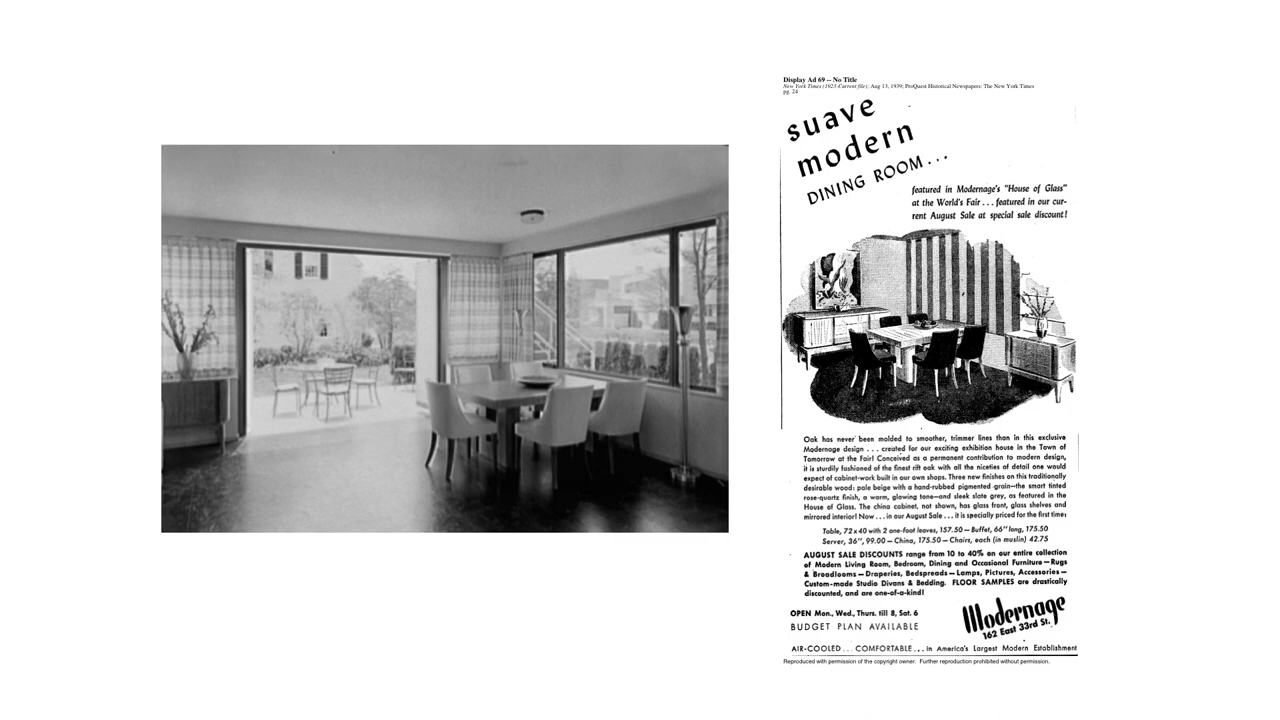 Display Ad 69 -- No Title
New York Times (1923-Current file); Aug 13, 1939; ProQuest Historical Newspapers: The New York Times
pg. 24
suave
modern
DINING ROOM...
featured in Modernage's "House of Glass"
at the World's Fair . . . featured in our cur-
rent August Sale at special sale discount!
Oak has never been molded to smoother, trimmer lines than in this exclusive
Modernage design . . . created for our exciting exhibition house in the Town of
Tomorrow at the Fair! Conceived as a permanent contribution to modern design,
it is sturdily fashioned of the finest rift oak with all the niceties of detail one would
expect of cabinet-work built in our own shops. Three new finishes on this traditionally
desirable wood: pale beige with a hand-rubbed pigmented grain—the smart tinted
rose-quartz finish, a warm, glowing tone—and sleek slate grey, as featured in the
House of Glass. The china cabinet, not shown, has glass front, glass shelves and
mirrored interior! Now . . . in our August Sale . . . it is specially priced for the first time:
Table, 72x40 with 2 one-foot leaves, 157.50 — Buffet, 66" long, 175.50
Server, 36", 99.00 — China, 175.50 — Chairs, each (in muslin) 42.75
AUGUST SALE DISCOUNTS range from 10 to 40% on our entire collection
of Modern Living Room, Bedroom, Dining and Occasional Furniture—Rugs
& Broadlooms—Draperies, Bedspreads—Lamps, Pictures, Accessories—
Custom-made Studio Divans & Bedding. FLOOR SAMPLES are drastically
discounted, and are one-of-a-kind!
OPEN Mon., Wed., Thurs. till 8, Sat. 6
BUDGET PLAN AVAILABLE
Modernage
162 East 33rd St.
AIR-COOLED . . . COMFORTABLE . . . in America's Largest Modern Establishment
Reproduced with permission of the copyright owner. Further reproduction prohibited without permission.